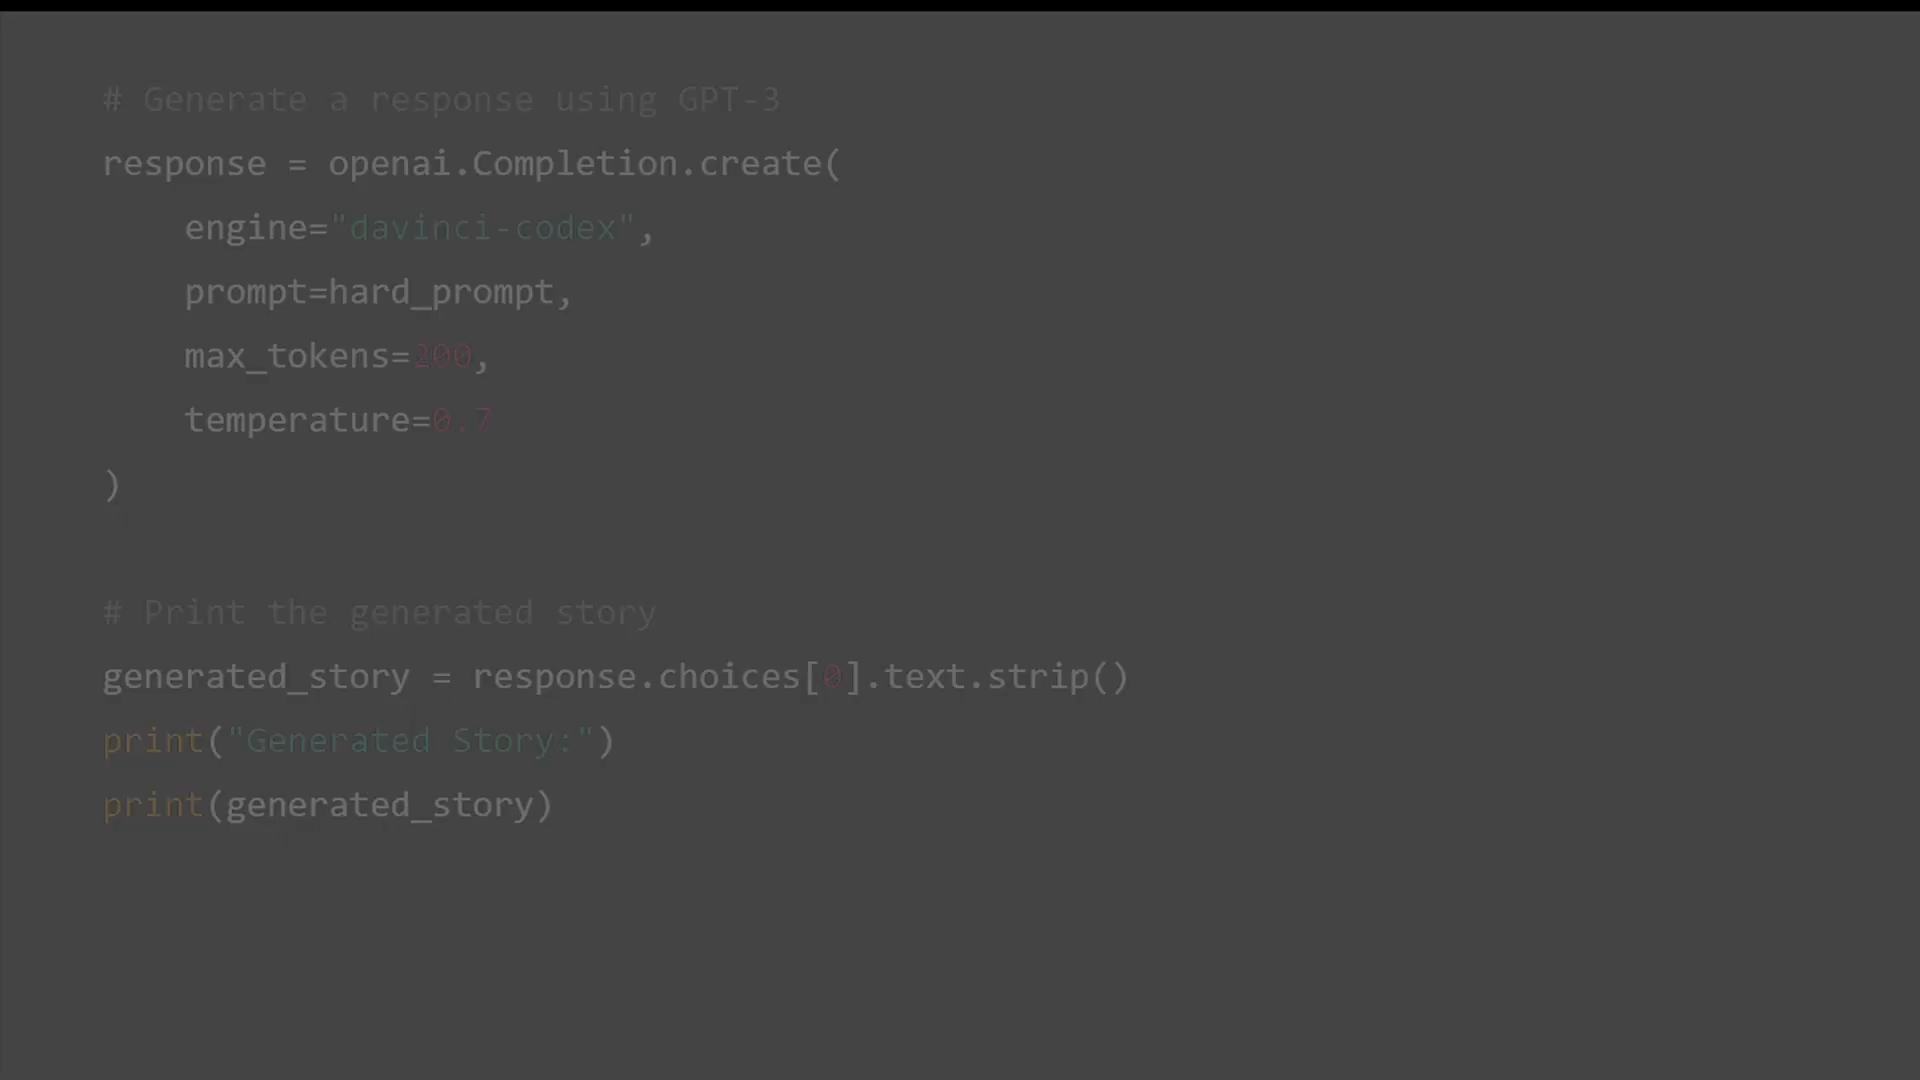 # Generate a response using GPT-3
response = openai.Completion.create(
    engine="davinci-codex",
    prompt=hard_prompt,
    max_tokens=200,
    temperature=0.7
)
# Print the generated story
generated_story = response.choices[0].text.strip()
print("Generated Story:")
print(generated_story)